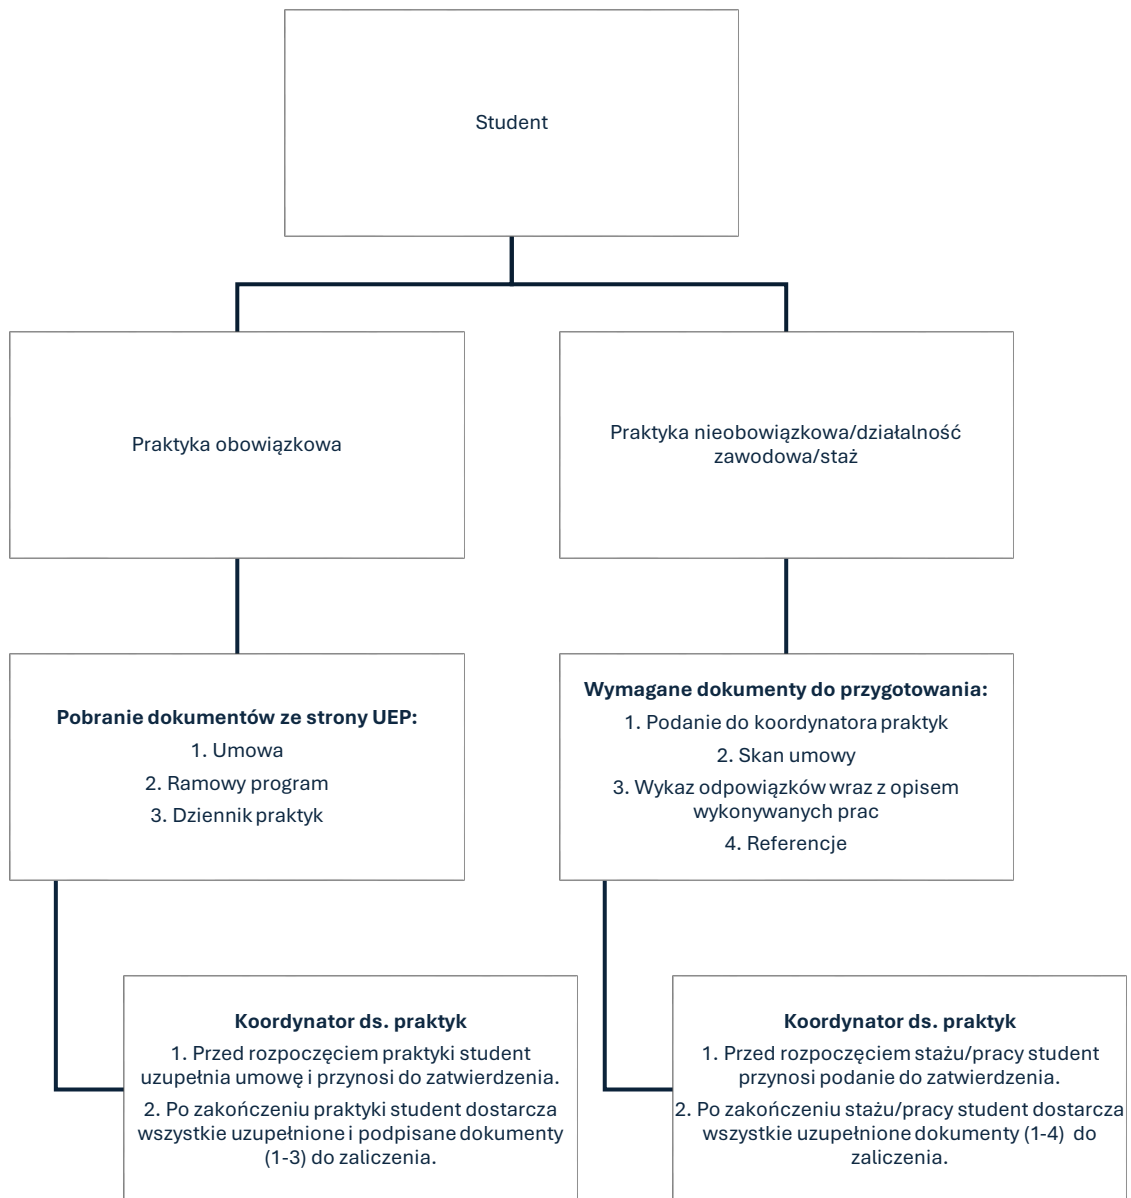 Student
Praktyka obowiązkowa
Praktyka nieobowiązkowa/działalność
zawodowa/staż
Pobranie dokumentów ze strony UEP:
1. Umowa
2. Ramowy program
3. Dziennik praktyk
Wymagane dokumenty do przygotowania:
1. Podanie do koordynatora praktyk
2. Skan umowy
3. Wykaz odpowiązków wraz z opisem
wykonywanych prac
4. Referencje
Koordynator ds. praktyk
1. Przed rozpoczęciem praktyki student
uzupełnia umowę i przynosi do zatwierdzenia.
2. Po zakończeniu praktyki student dostarcza
wszystkie uzupełnione i podpisane dokumenty
(1-3) do zaliczenia.
Koordynator ds. praktyk
1. Przed rozpoczęciem stażu/pracy student
przynosi podanie do zatwierdzenia.
2. Po zakończeniu stażu/pracy student dostarcza
wszystkie uzupełnione dokumenty (1-4) do
zaliczenia.